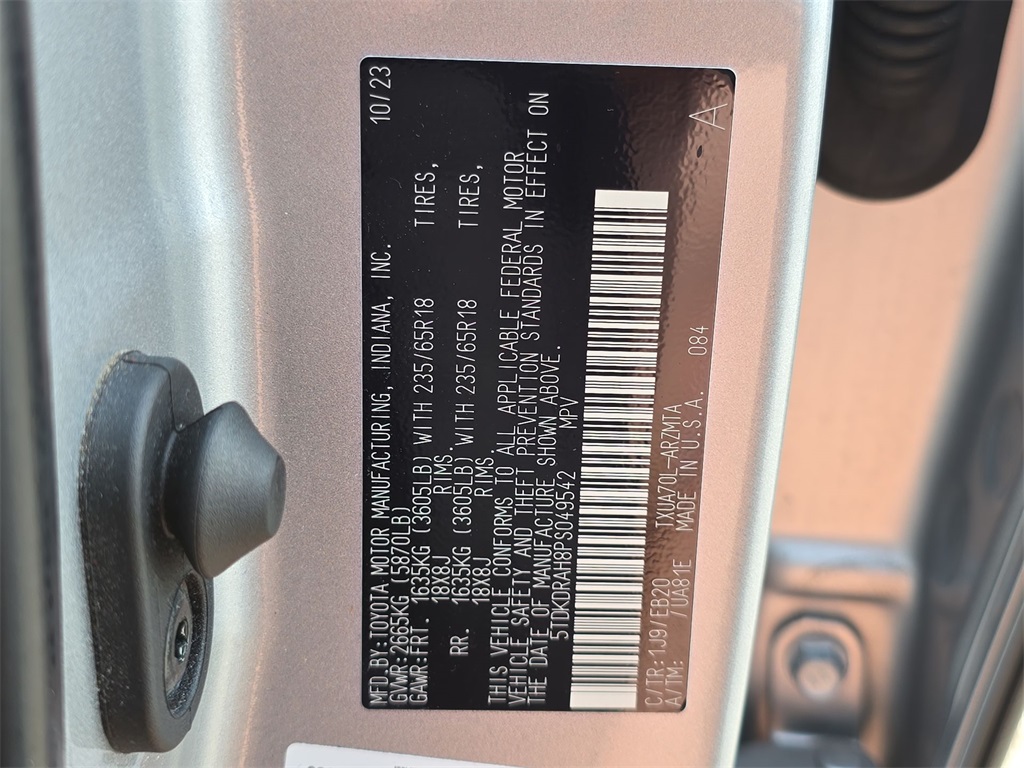 MFD.BY:TOYOTA MOTOR MANUFACTURING, INDIANA, INC. 10/23
GVWR:2665KG (5870LB)
GAWR:FRT. 1635KG (3605LB) WITH 235/65R18 TIRES,
18X8J RIMS.
RR. 1635KG (3605LB) WITH 235/65R18 TIRES,
18X8J RIMS.
THIS VEHICLE CONFORMS TO ALL APPLICABLE FEDERAL MOTOR
VEHICLE SAFETY AND THEFT PREVENTION STANDARDS IN EFFECT ON
THE DATE OF MANUFACTURE SHOWN ABOVE.
5TDKDRAH8PS049542 MPV
C/TR:1J9/EB20 TXUA70L-ARZMTA
A/TM: /UA81E MADE IN U.S.A. 084
A